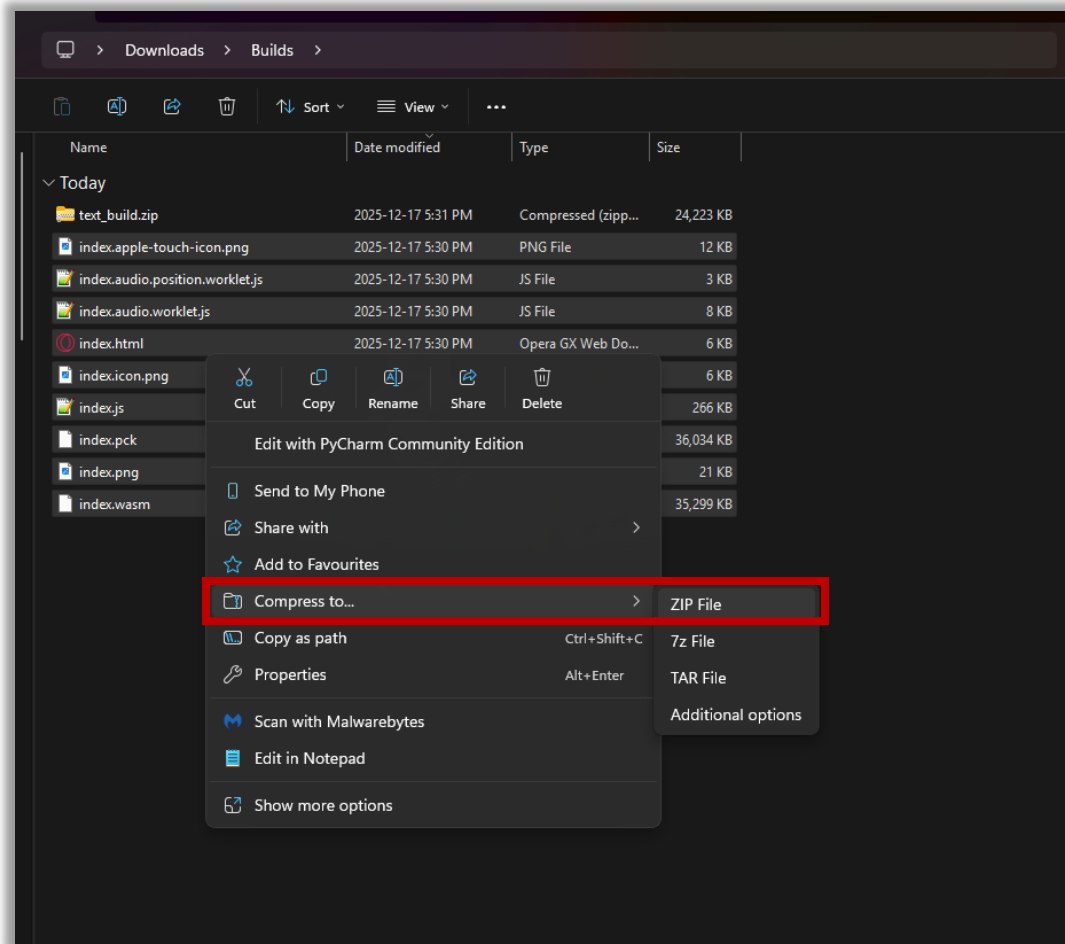 Downloads > Builds >
Sort View ...
Name Date modified Type Size
Today
text_build.zip 2025-12-17 5:31 PM Compressed (zipp... 24,223 KB
index.apple-touch-icon.png 2025-12-17 5:30 PM PNG File 12 KB
index.audio.position.worklet.js 2025-12-17 5:30 PM JS File 3 KB
index.audio.worklet.js 2025-12-17 5:30 PM JS File 8 KB
index.html 2025-12-17 5:30 PM Opera GX Web Do... 6 KB
index.icon.png 6 KB
index.js 266 KB
index.pck 36,034 KB
index.png 21 KB
index.wasm 35,299 KB
Cut Copy Rename Share Delete
Edit with PyCharm Community Edition
Send to My Phone
Share with
Add to Favourites
Compress to...
Copy as path Ctrl+Shift+C
Properties Alt+Enter
Scan with Malwarebytes
Edit in Notepad
Show more options
ZIP File
7z File
TAR File
Additional options